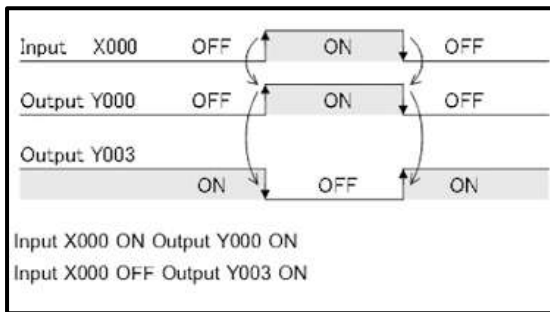 Input X000 OFF ON OFF
Output Y000 OFF ON OFF
Output Y003
ON OFF ON
Input X000 ON Output Y000 ON
Input X000 OFF Output Y003 ON